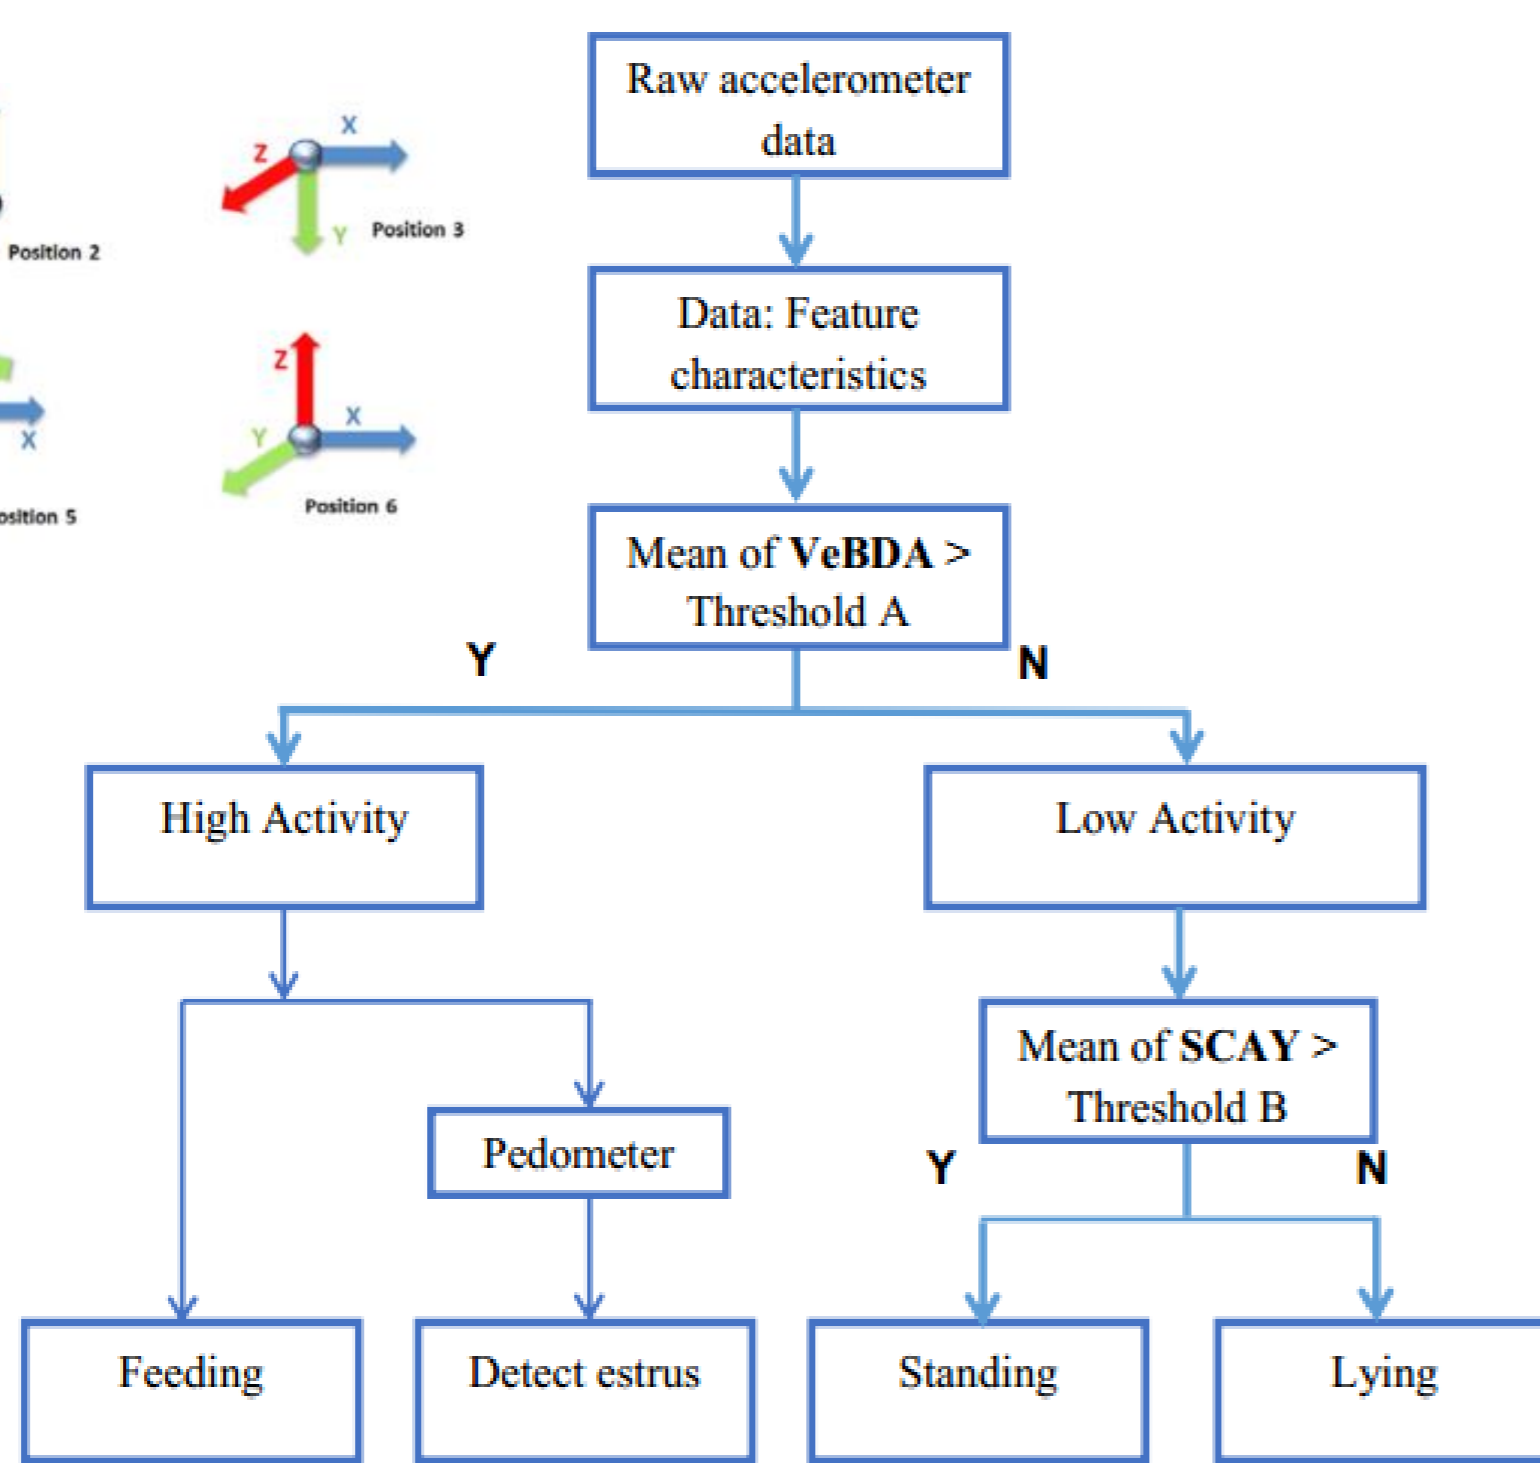 Raw accelerometer
data
X
Z
Y
Position 3
Position 2
Data: Feature
characteristics
Z
X
Y
Position 6
X
osition 5
Mean of VeBDA >
Threshold A
Y
N
High Activity
Low Activity
Mean of SCAY >
Threshold B
Y
N
Pedometer
Feeding
Detect estrus
Standing
Lying